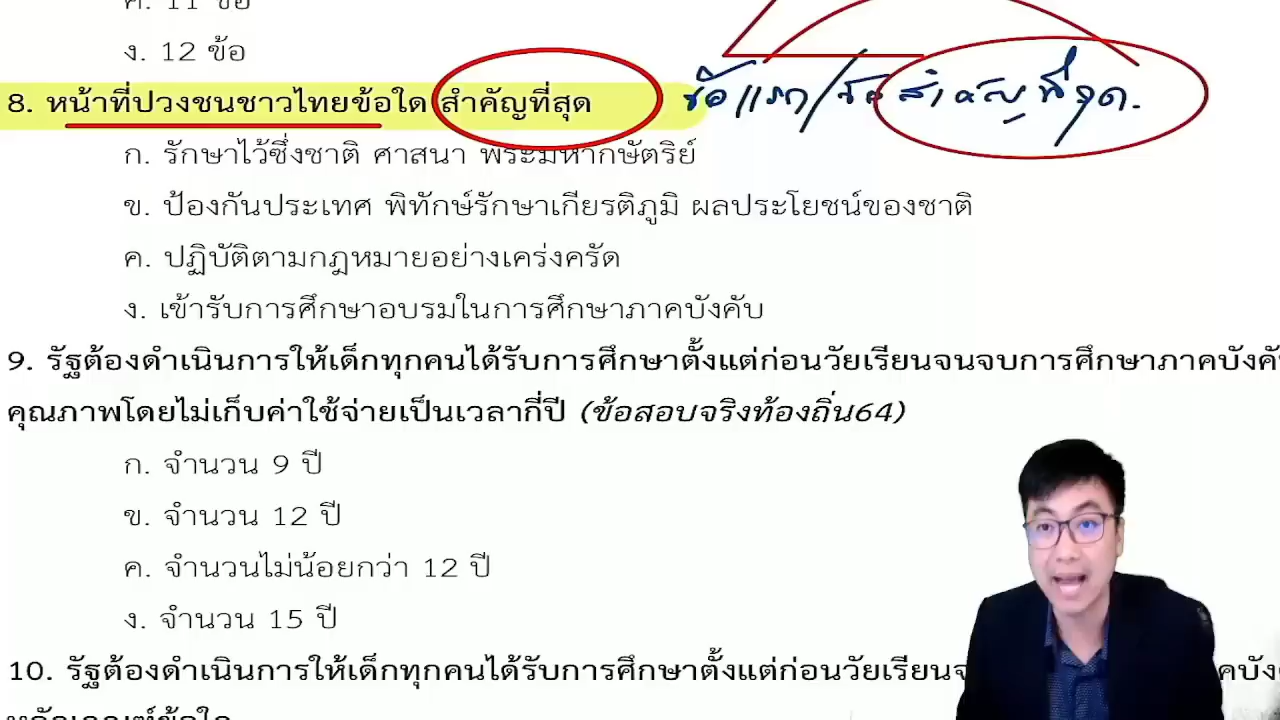 ค. 11 ข้อ
ง. 12 ข้อ
8. หน้าที่ปวงชนชาวไทยข้อใด สำคัญที่สุด ข้อแรก/ข้อ สำคัญที่สุด.
ก. รักษาไว้ซึ่งชาติ ศาสนา พระมหากษัตริย์
ข. ป้องกันประเทศ พิทักษ์รักษาเกียรติภูมิ ผลประโยชน์ของชาติ
ค. ปฏิบัติตามกฎหมายอย่างเคร่งครัด
ง. เข้ารับการศึกษาอบรมในการศึกษาภาคบังคับ
9. รัฐต้องดำเนินการให้เด็กทุกคนได้รับการศึกษาตั้งแต่ก่อนวัยเรียนจนจบการศึกษาภาคบังคับ
คุณภาพโดยไม่เก็บค่าใช้จ่ายเป็นเวลากี่ปี (ข้อสอบจริงท้องถิ่น64)
ก. จำนวน 9 ปี
ข. จำนวน 12 ปี
ค. จำนวนไม่น้อยกว่า 12 ปี
ง. จำนวน 15 ปี
10. รัฐต้องดำเนินการให้เด็กทุกคนได้รับการศึกษาตั้งแต่ก่อนวัยเรียนจ คบัง